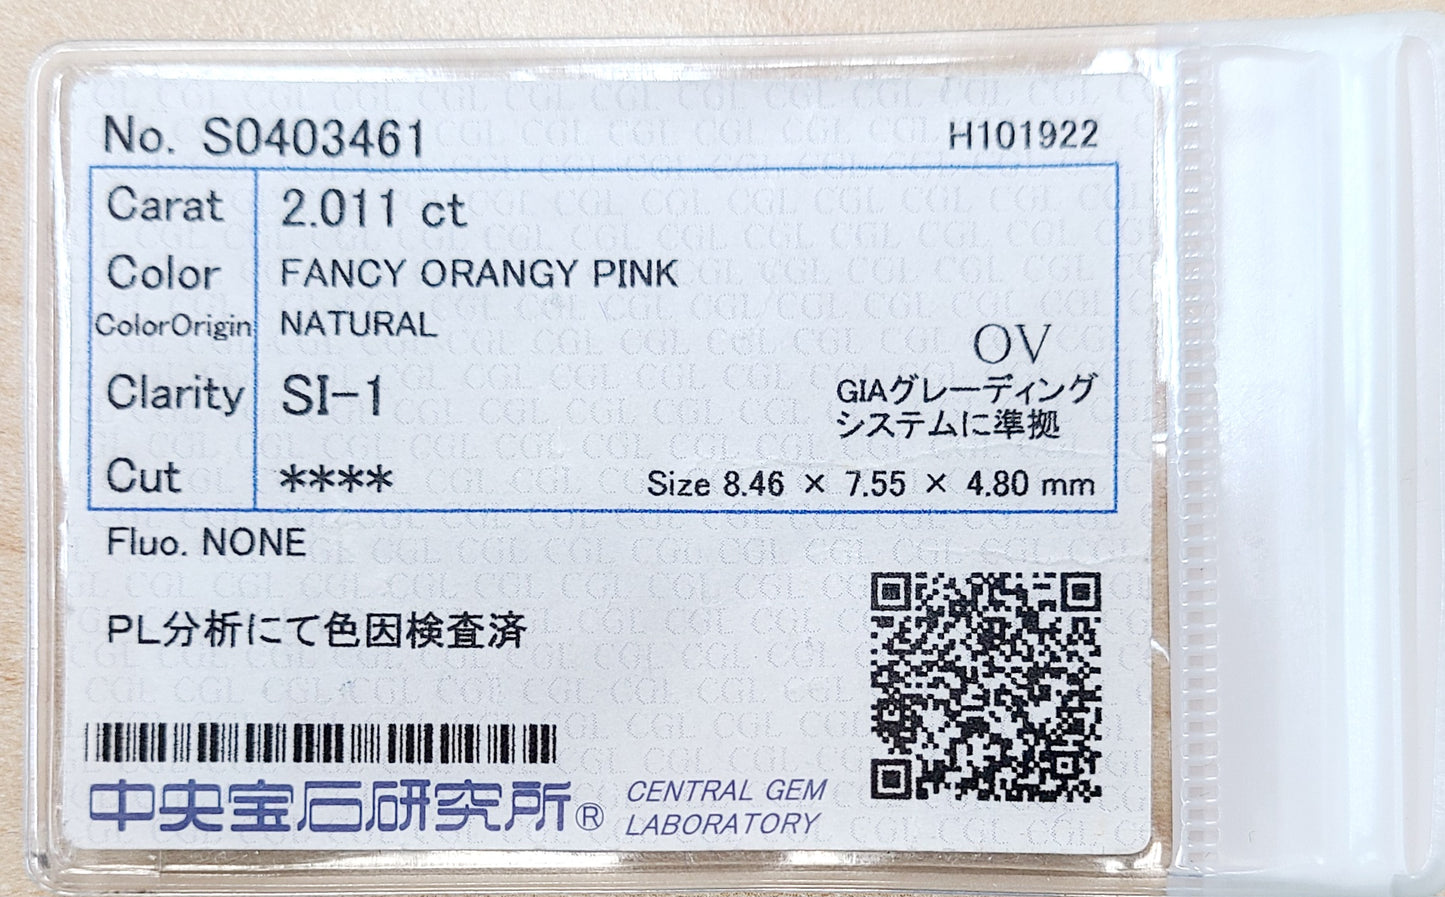 No. S0403461 H101922
Carat 2.011 ct
Color FANCY ORANGY PINK
ColorOrigin NATURAL
OV
Clarity SI-1
GIAグレーディング
システムに準拠
Cut **** Size 8.46 × 7.55 × 4.80 mm
Fluo. NONE
PL分析にて色因検査済
中央宝石研究所® CENTRAL GEM
LABORATORY